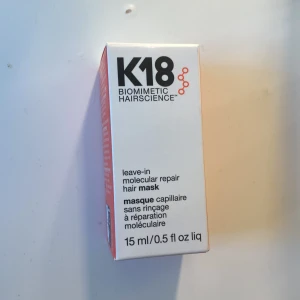 K18
BIOMIMETIC
HAIRSCIENCE™
leave-in
molecular repair
hair mask
masque capillaire
sans rinçage
à réparation
moléculaire
15 ml/0.5 fl oz liq